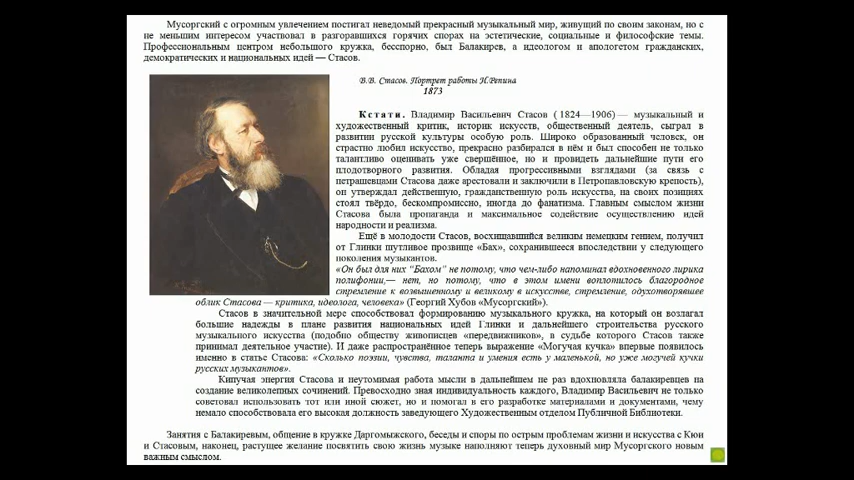 Мусоргский с огромным увлечением постигал неведомый прекрасный музыкальный мир, живущий по своим законам, но с
не меньшим интересом участвовал в разгоравшихся горячих спорах на эстетические, социальные и философские темы.
Профессиональным центром небольшого кружка, бесспорно, был Балакирев, а идеологом и апологетом гражданских,
демократических и национальных идей — Стасов.
В.В. Стасов. Портрет работы И.Репина
1873
Кстати. Владимир Васильевич Стасов (1824—1906) — музыкальный и
художественный критик, историк искусств, общественный деятель, сыграл в
развитии русской культуры особую роль. Широко образованный человек, он
страстно любил искусство, прекрасно разбирался в нём и был способен не только
талантливо оценивать уже свершённое, но и провидеть дальнейшие пути его
плодотворного развития. Обладая прогрессивными взглядами (за связь с
петрашевцами Стасова даже арестовали и заключили в Петропавловскую крепость),
он утверждал действенную, гражданственную роль искусства, на своих позициях
стоял твёрдо, бескомпромиссно, иногда до фанатизма. Главным смыслом жизни
Стасова была пропаганда и максимальное содействие осуществлению идей
народности и реализма.
Ещё в молодости Стасов, восхищавшийся великим немецким гением, получил
от Глинки шутливое прозвище «Бах», сохранившееся впоследствии у следующего
поколения музыкантов.
«Он был для них "Бахом" не потому, что чем-либо напоминал вдохновенного лирика
полифонии,— нет, но потому, что в этом имени воплотилось благородное
стремление к возвышенному и великому в искусстве, стремление, одухотворявшее
облик Стасова — критика, идеолога, человека» (Георгий Хубов «Мусоргский»).
Стасов в значительной мере способствовал формированию музыкального кружка, на который он возлагал
большие надежды в плане развития национальных идей Глинки и дальнейшего строительства русского
музыкального искусства (подобно обществу живописцев «передвижников», в судьбе которого Стасов также
принимал деятельное участие). И даже распространённое теперь выражение «Могучая кучка» впервые появилось
именно в статье Стасова: «Сколько поэзии, чувства, таланта и умения есть у маленькой, но уже могучей кучки
русских музыкантов».
Кипучая энергия Стасова и неутомимая работа мысли в дальнейшем не раз вдохновляла балакиревцев на
создание великолепных сочинений. Превосходно зная индивидуальность каждого, Владимир Васильевич не только
советовал использовать тот или иной сюжет, но и помогал в его разработке материалами и документами, чему
немало способствовала его высокая должность заведующего Художественным отделом Публичной Библиотеки.
Занятия с Балакиревым, общение в кружке Даргомыжского, беседы и споры по острым проблемам жизни и искусства с Кюи
и Стасовым, наконец, растущее желание посвятить свою жизнь музыке наполняют теперь духовный мир Мусоргского новым
важным смыслом.